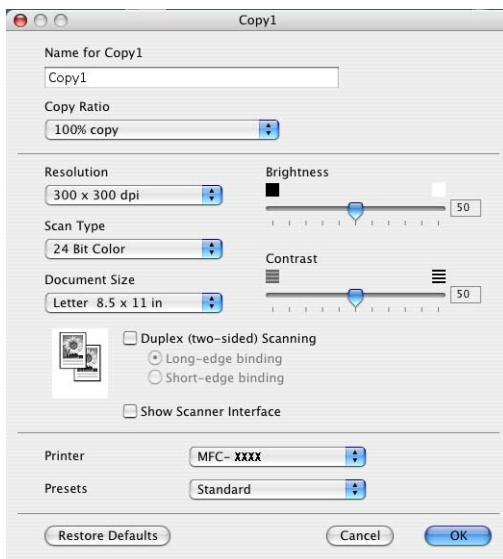 Copy1
Name for Copy1
Copy1
Copy Ratio
100% copy
Resolution
300 x 300 dpi
Brightness
50
Scan Type
24 Bit Color
Contrast
50
Document Size
Letter 8.5 x 11 in
Duplex (two-sided) Scanning
Long-edge binding
Short-edge binding
Show Scanner Interface
Printer
MFC- XXXX
Presets
Standard
Restore Defaults
Cancel
OK